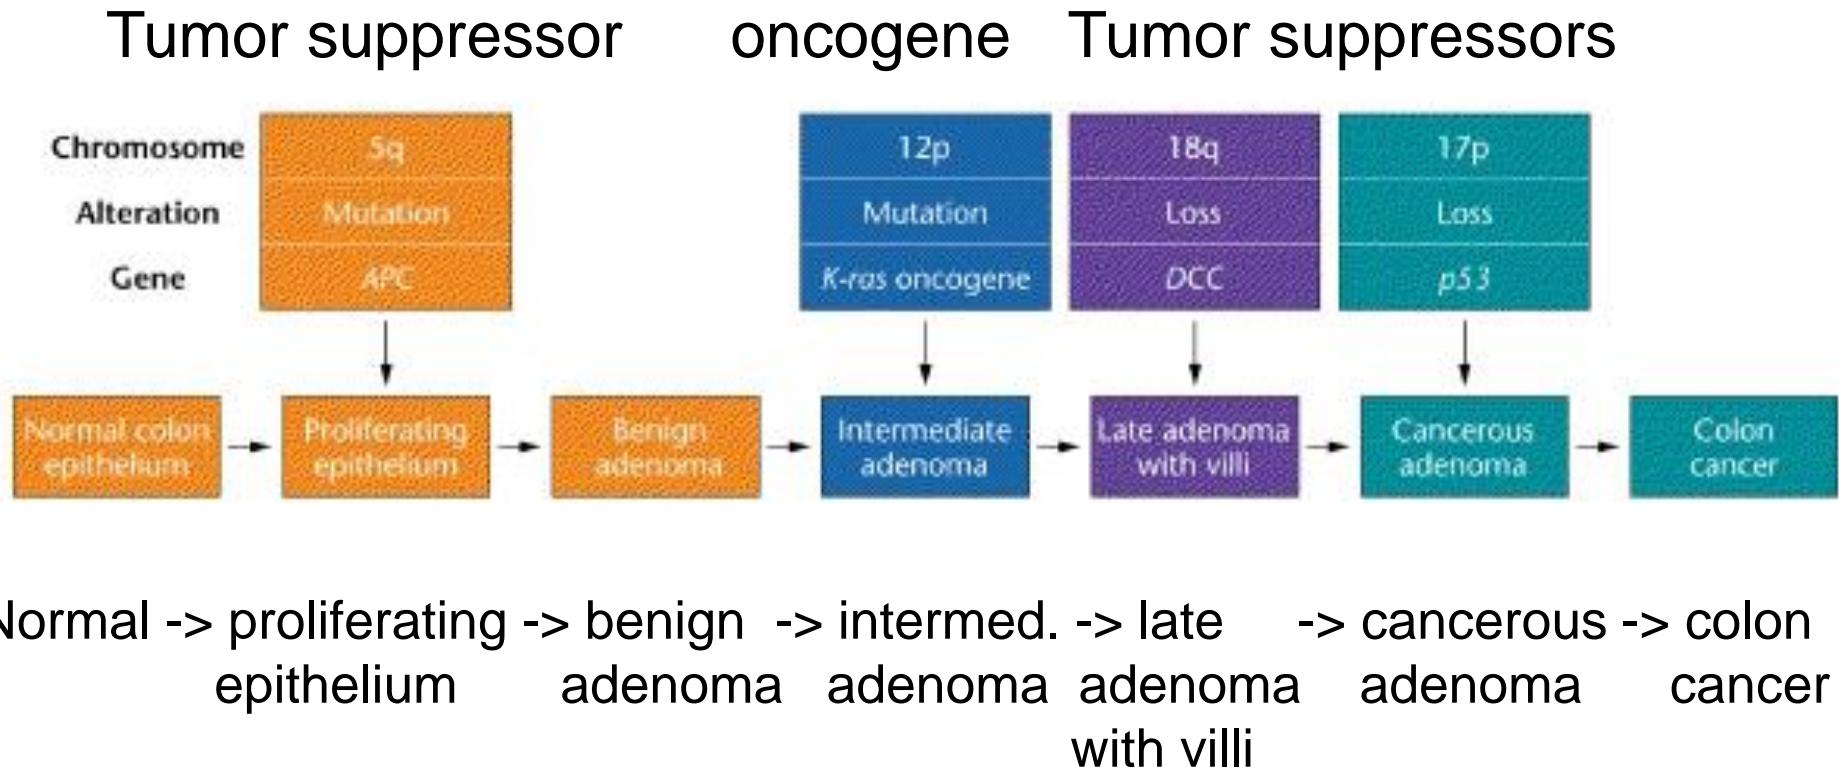 Tumor suppressor oncogene Tumor suppressors
Chromosome 5q 12p 18q 17p
Alteration Mutation Mutation Loss Loss
Gene APC K-ras oncogene DCC p53
Normal colon epithelium
Proliferating epithelium
Benign adenoma
Intermediate adenoma
Late adenoma with villi
Cancerous adenoma
Colon cancer
Normal -> proliferating -> benign -> intermed. -> late -> cancerous -> colon
epithelium adenoma adenoma adenoma adenoma cancer
with villi